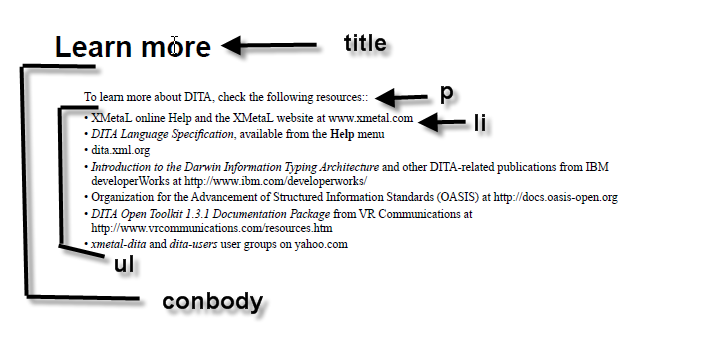 Learn more title
To learn more about DITA, check the following resources:: p
• XMetaL online Help and the XMetaL website at www.xmetal.com li
• DITA Language Specification, available from the Help menu
• dita.xml.org
• Introduction to the Darwin Information Typing Architecture and other DITA-related publications from IBM
developerWorks at http://www.ibm.com/developerworks/
• Organization for the Advancement of Structured Information Standards (OASIS) at http://docs.oasis-open.org
• DITA Open Toolkit 1.3.1 Documentation Package from VR Communications at
http://www.vrcommunications.com/resources.htm
• xmetal-dita and dita-users user groups on yahoo.com
ul
conbody